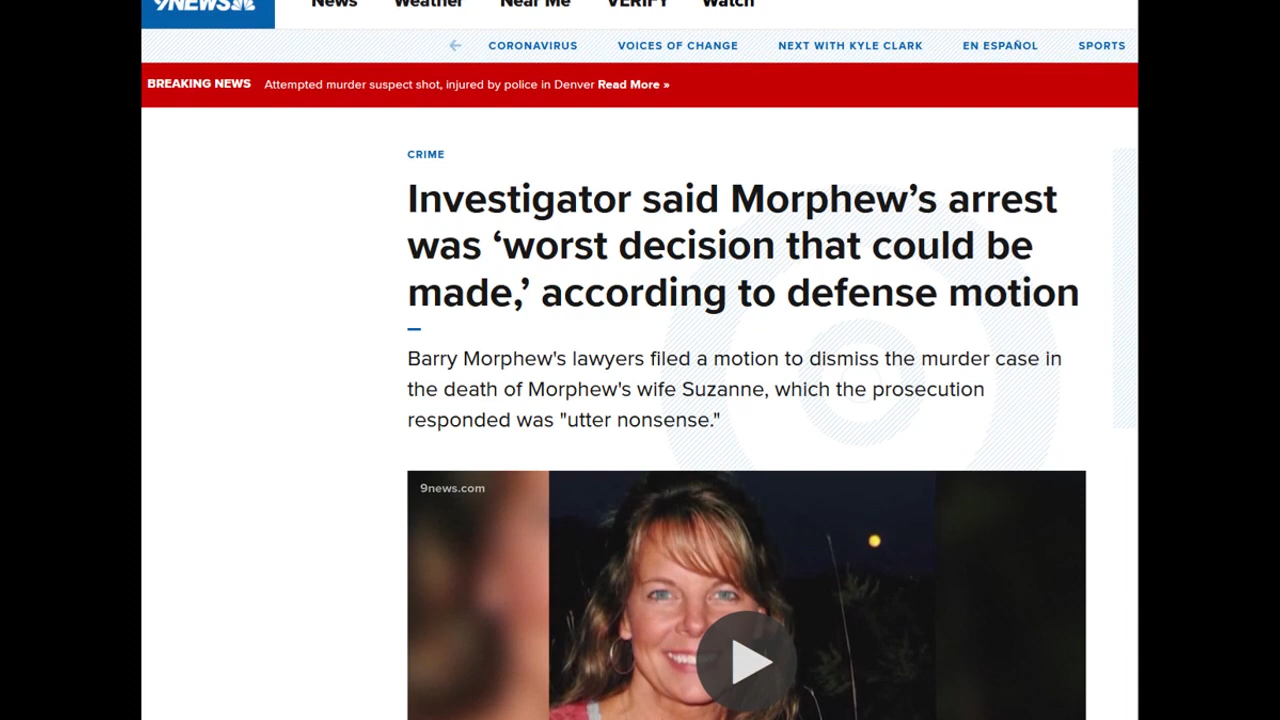 9NEWS
News Weather Near Me VERIFY Watch
CORONAVIRUS VOICES OF CHANGE NEXT WITH KYLE CLARK EN ESPAÑOL SPORTS
BREAKING NEWS Attempted murder suspect shot, injured by police in Denver Read More »
CRIME
Investigator said Morphew’s arrest
was ‘worst decision that could be
made,’ according to defense motion
Barry Morphew's lawyers filed a motion to dismiss the murder case in
the death of Morphew's wife Suzanne, which the prosecution
responded was "utter nonsense."
9news.com